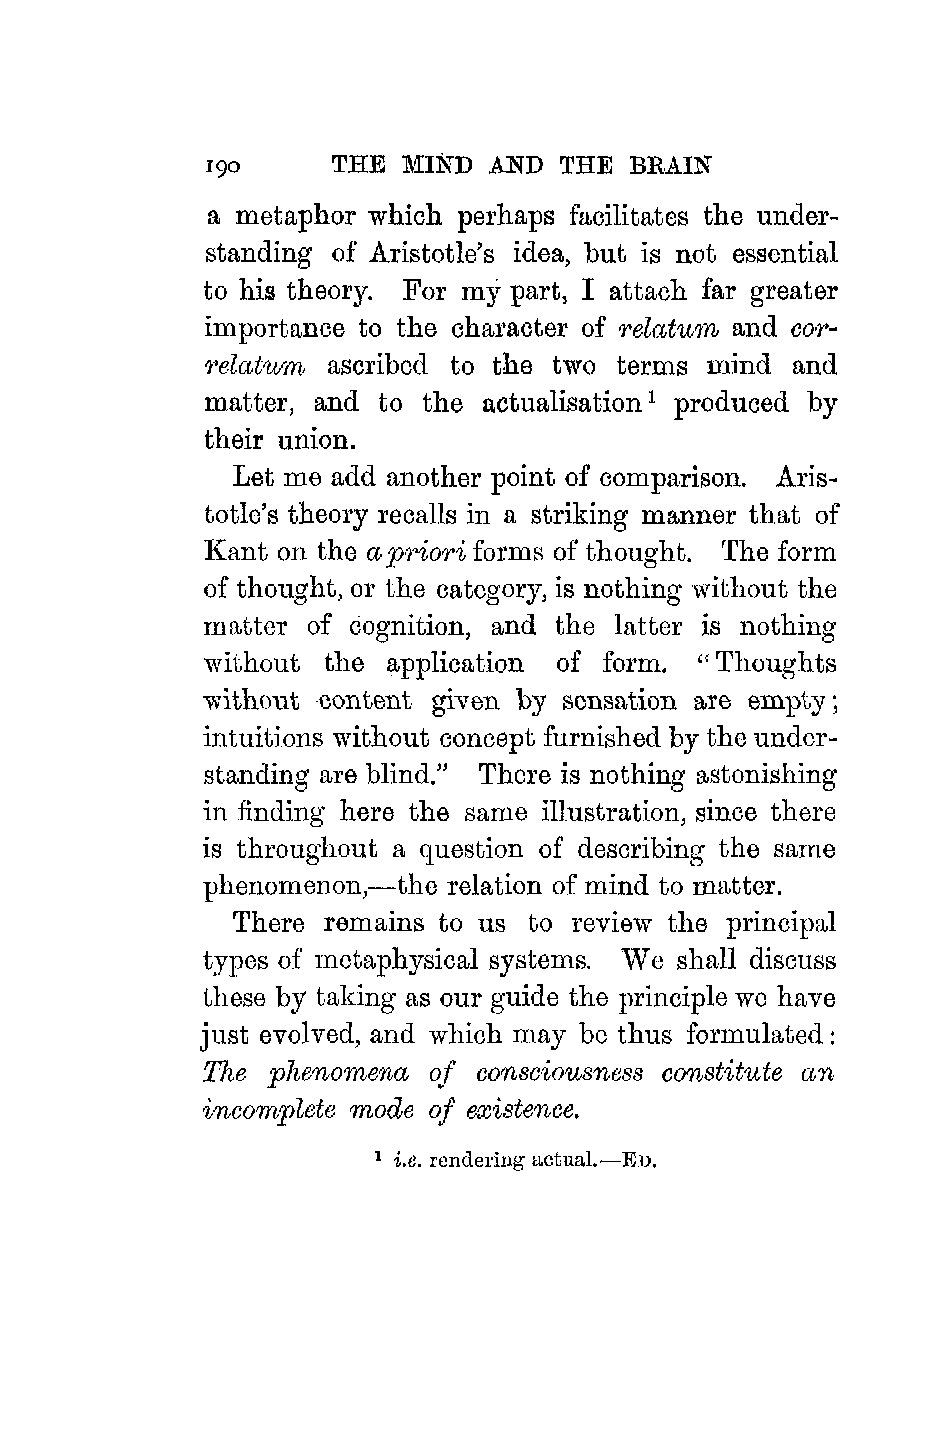 190 THE MIND AND THE BRAIN
a metaphor which perhaps facilitates the under-
standing of Aristotle's idea, but is not essential
to his theory. For my part, I attach far greater
importance to the character of relatum and cor-
relatum ascribed to the two terms mind and
matter, and to the actualisation¹ produced by
their union.
Let me add another point of comparison. Aris-
totle's theory recalls in a striking manner that of
Kant on the a priori forms of thought. The form
of thought, or the category, is nothing without the
matter of cognition, and the latter is nothing
without the application of form. “Thoughts
without content given by sensation are empty;
intuitions without concept furnished by the under-
standing are blind.” There is nothing astonishing
in finding here the same illustration, since there
is throughout a question of describing the same
phenomenon,—the relation of mind to matter.
There remains to us to review the principal
types of metaphysical systems. We shall discuss
these by taking as our guide the principle we have
just evolved, and which may be thus formulated:
The phenomena of consciousness constitute an
incomplete mode of existence.
¹ i.e. rendering actual.—ED.